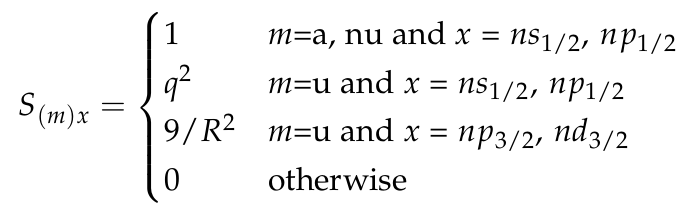 1 m=a, nu and x = ns_{1/2}, np_{1/2}
q^2 m=u and x = ns_{1/2}, np_{1/2}
S_{(m)x} =
9/R^2 m=u and x = np_{3/2}, nd_{3/2}
0 otherwise